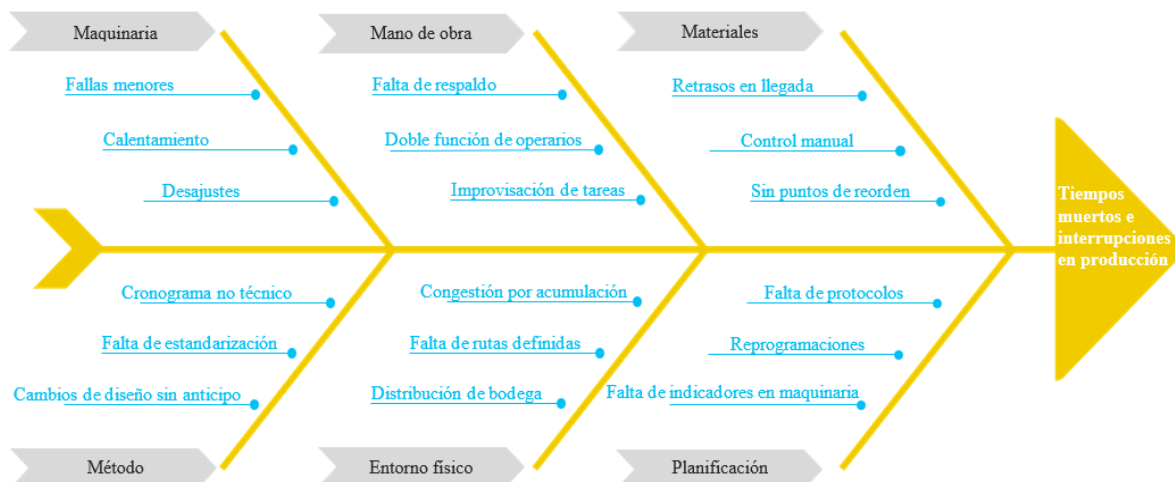 Maquinaria
Mano de obra
Materiales
Fallas menores
Falta de respaldo
Retrasos en llegada
Calentamiento
Doble función de operarios
Control manual
Desajustes
Improvisación de tareas
Sin puntos de reorden
Tiempos
muertos e
interrupciones
en producción
Cronograma no técnico
Congestión por acumulación
Falta de protocolos
Falta de estandarización
Falta de rutas definidas
Reprogramaciones
Cambios de diseño sin anticipo
Distribución de bodega
Falta de indicadores en maquinaria
Método
Entorno físico
Planificación